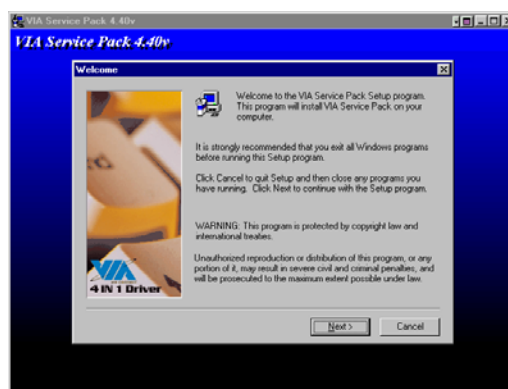 VIA Service Pack 4.40v
VIA Service Pack 4.40v
Welcome
Welcome to the VIA Service Pack Setup program.
This program will install VIA Service Pack on your
computer.
It is strongly recommended that you exit all Windows programs
before running this Setup program.
Click Cancel to quit Setup and then close any programs you
have running. Click Next to continue with the Setup program.
WARNING: This program is protected by copyright law and
international treaties.
Unauthorized reproduction or distribution of this program, or any
portion of it, may result in severe civil and criminal penalties, and
will be prosecuted to the maximum extent possible under law.
VIA
4 IN 1 Driver
Next >
Cancel